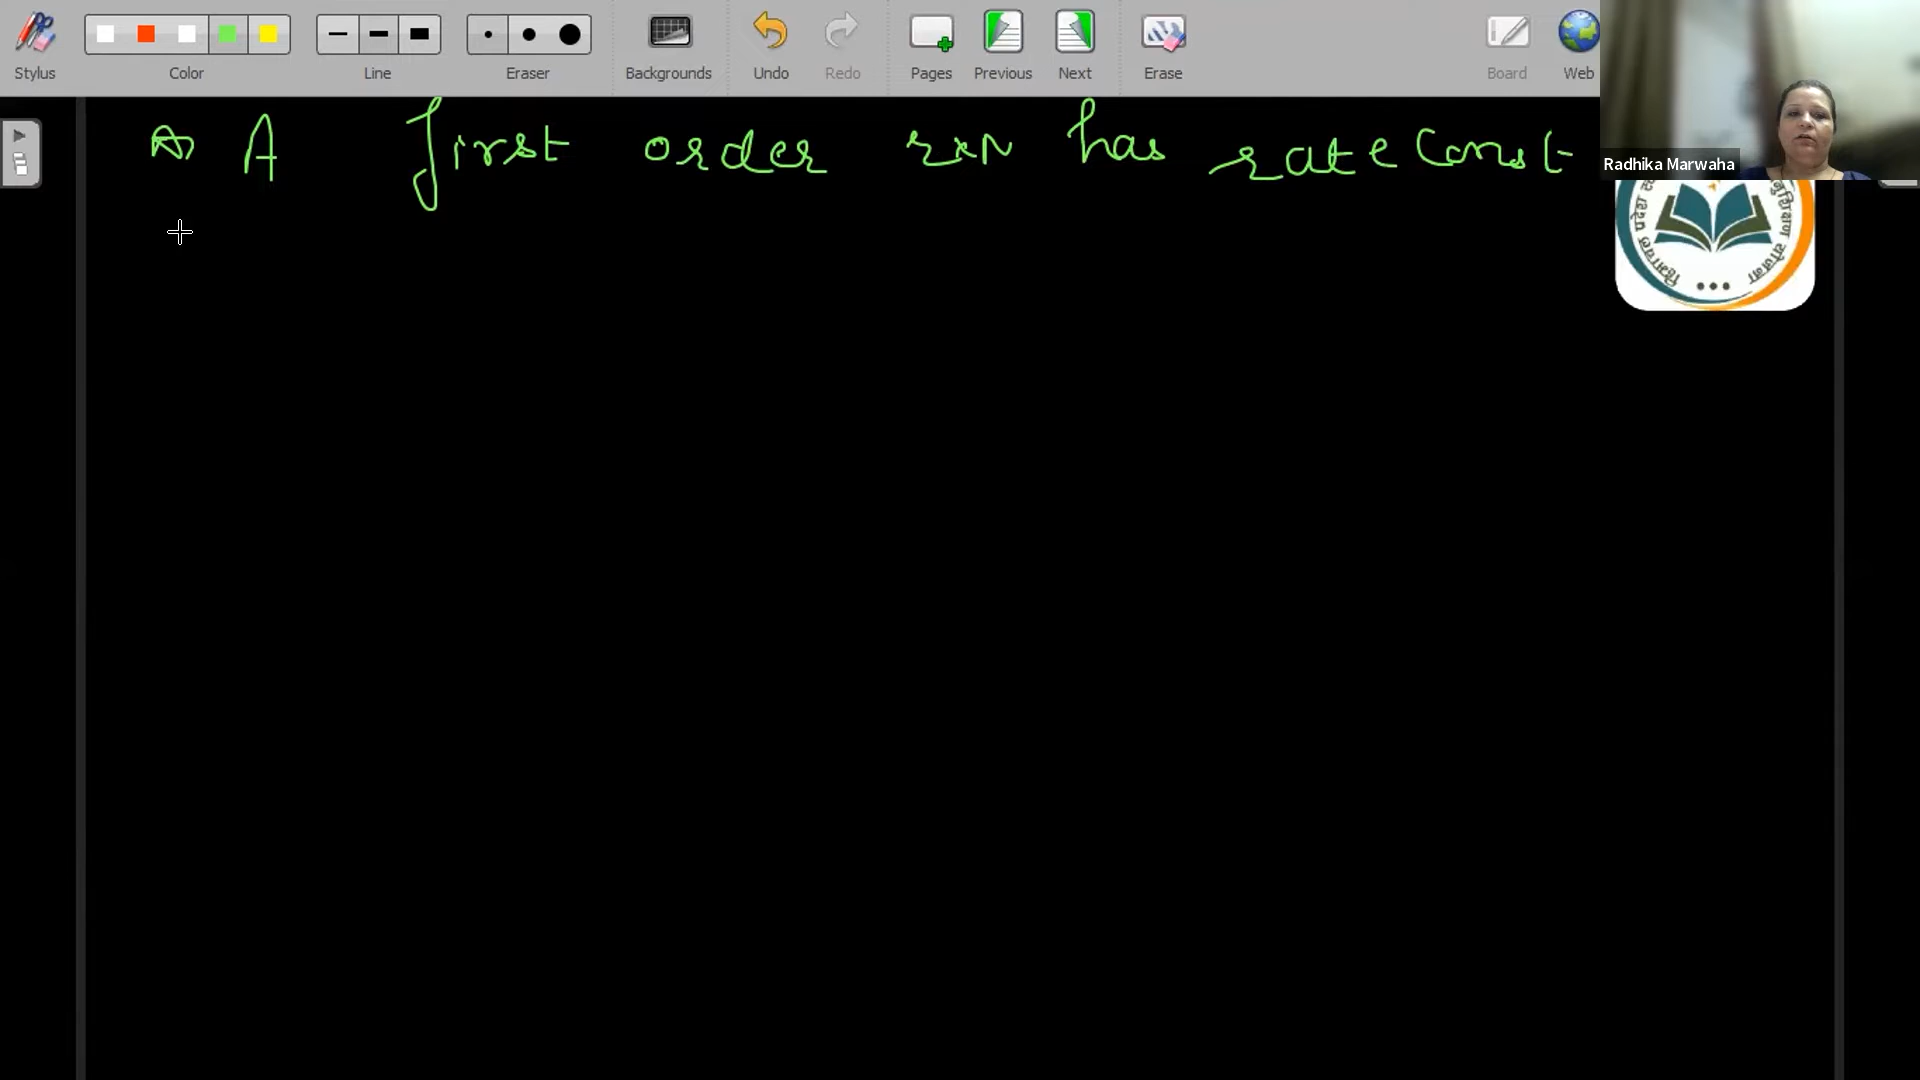 Stylus
Color
Line
Eraser
Backgrounds
Undo
Redo
Pages
Previous
Next
Erase
Board
Web
Radhika Marwaha
A first order rxn has rate const